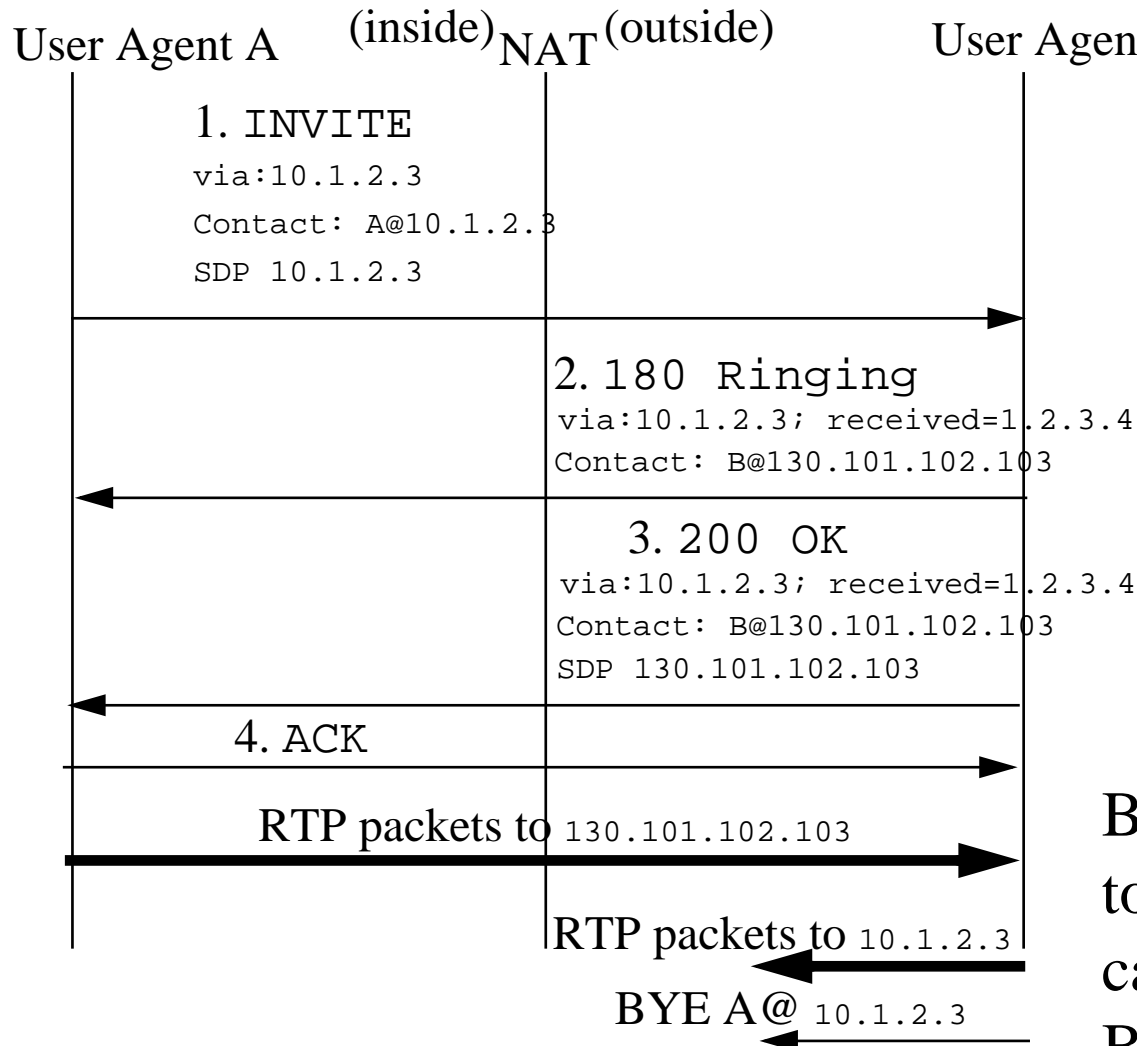 User Agent A (inside) NAT (outside)
1. INVITE
via:10.1.2.3
Contact: A@10.1.2.3
SDP 10.1.2.3
2. 180 Ringing
via:10.1.2.3; received=1.2.3.4
Contact: B@130.101.102.103
3. 200 OK
via:10.1.2.3; received=1.2.3.4
Contact: B@130.101.102.103
SDP 130.101.102.103
4. ACK
RTP packets to 130.101.102.103
RTP packets to 10.1.2.3
BYE A@ 10.1.2.3